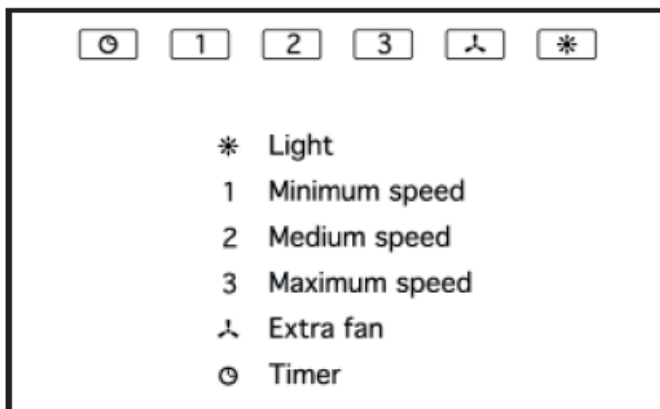 1 2 3
Light
1 Minimum speed
2 Medium speed
3 Maximum speed
Extra fan
Timer